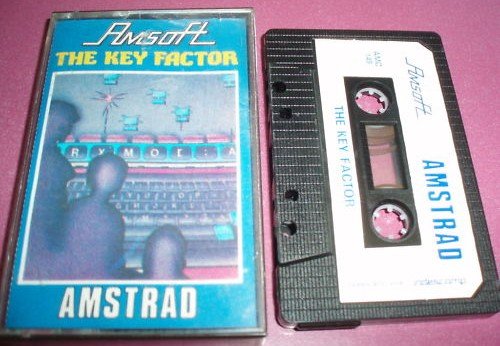 Amsoft
THE KEY FACTOR
AMSTRAD
Amsoft
AMSTRAD
THE KEY FACTOR